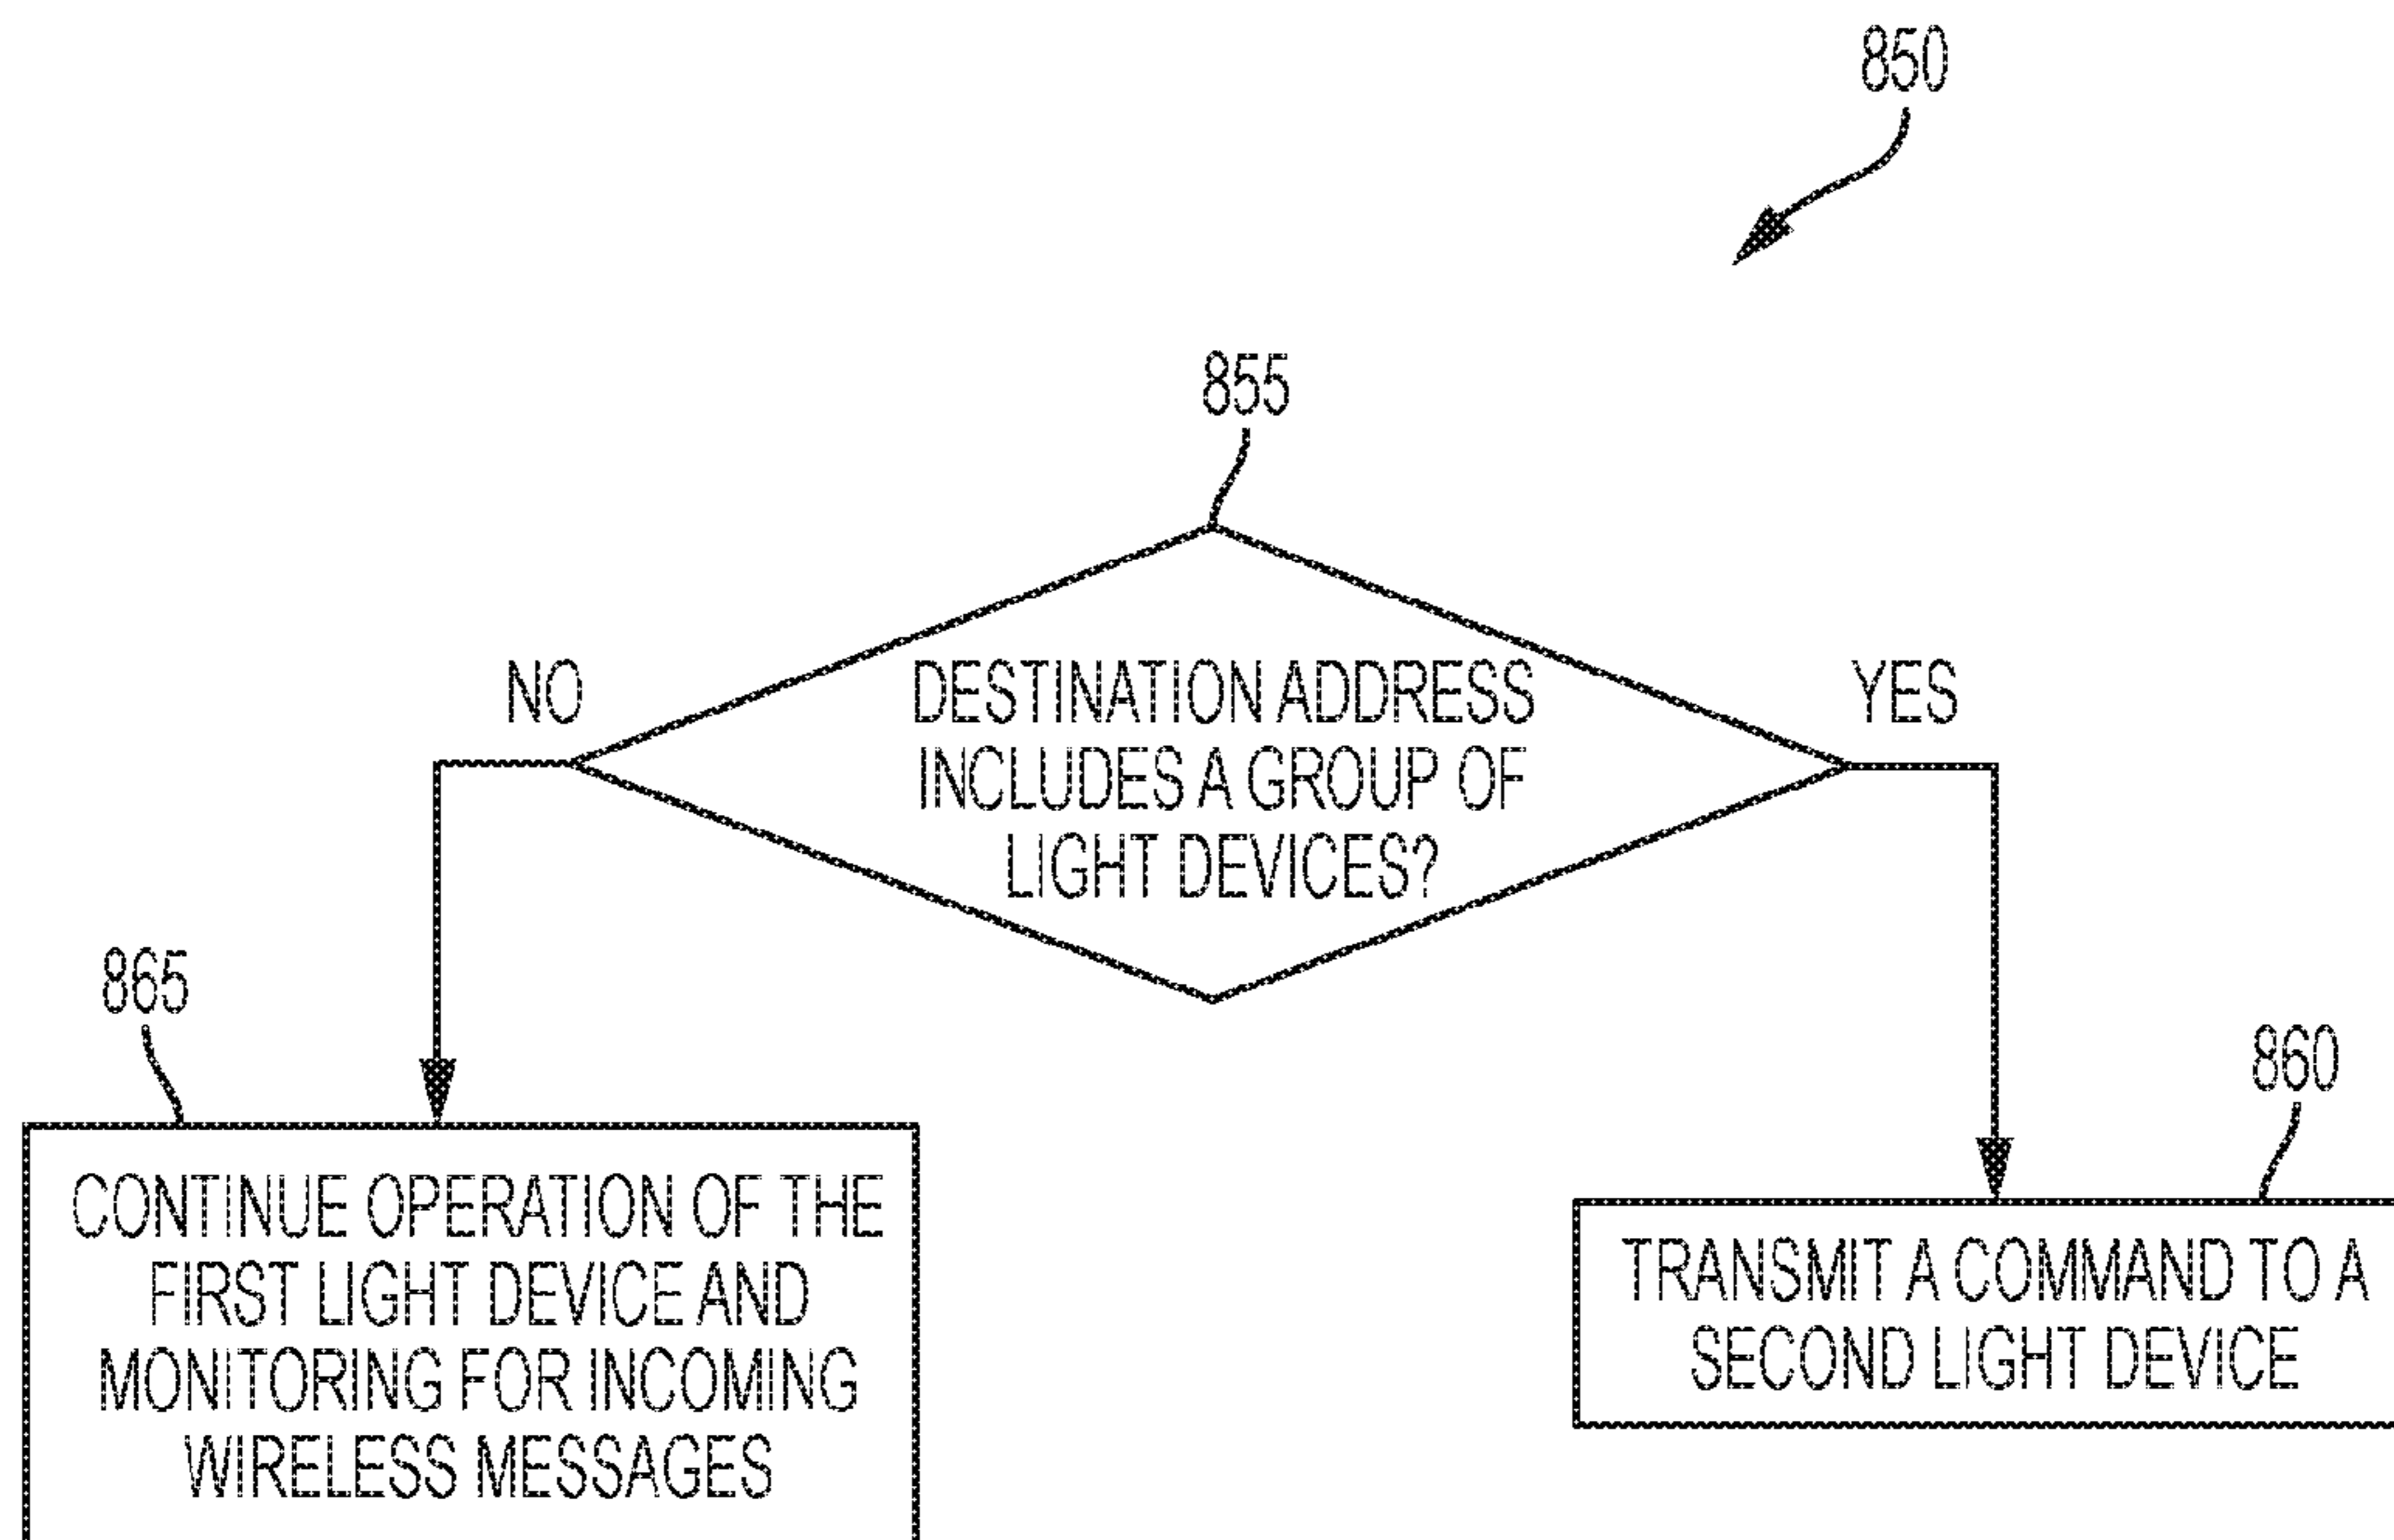 850
855
NO
DESTINATION ADDRESS
INCLUDES A GROUP OF
LIGHT DEVICES?
YES
865
CONTINUE OPERATION OF THE
FIRST LIGHT DEVICE AND
MONITORING FOR INCOMING
WIRELESS MESSAGES
860
TRANSMIT A COMMAND TO A
SECOND LIGHT DEVICE